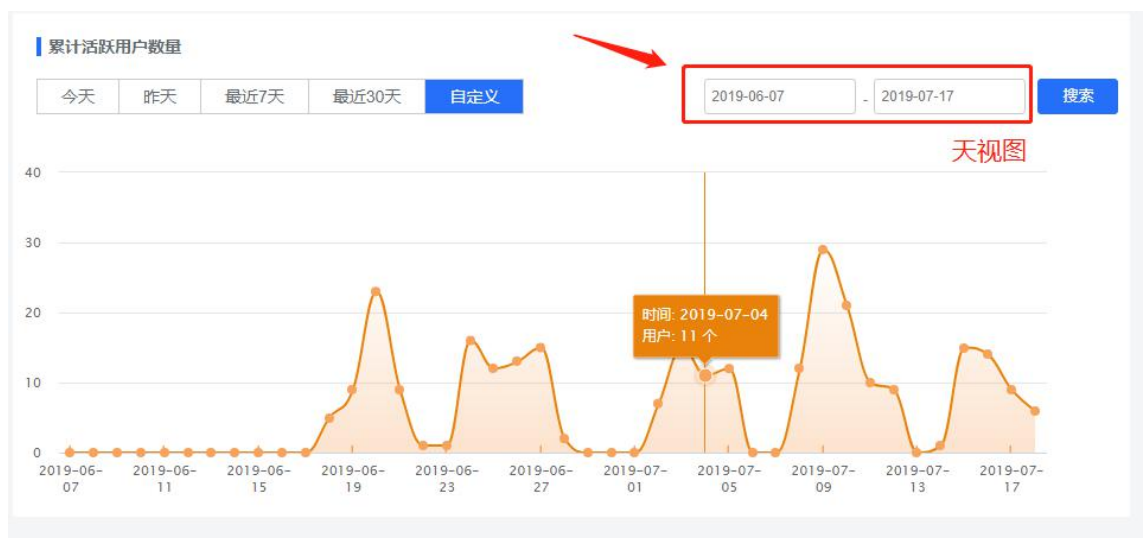 累计活跃用户数量
今天 昨天 最近7天 最近30天 自定义 2019-06-07 - 2019-07-17 搜索
天视图
40
30
20
10
0
时间: 2019-07-04
用户: 11 个
2019-06- 2019-06- 2019-06- 2019-06- 2019-06- 2019-06- 2019-07- 2019-07- 2019-07- 2019-07- 2019-07-
07 11 15 19 23 27 01 05 09 13 17